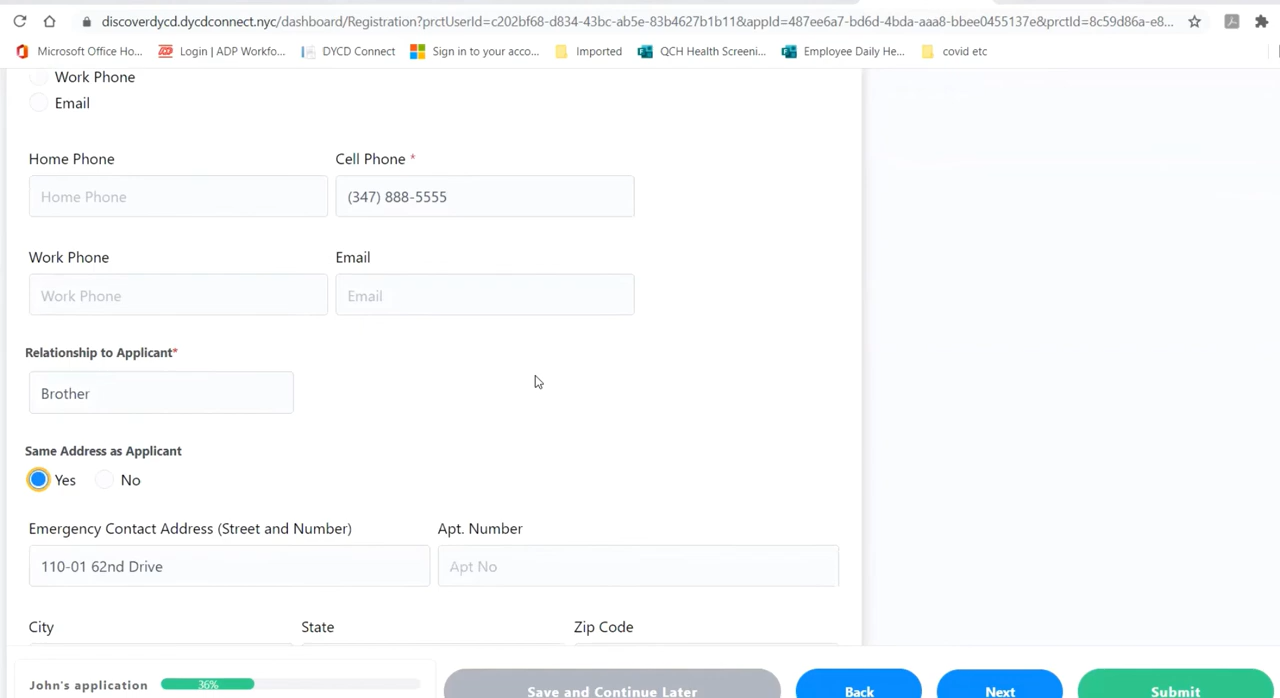 discoverdycd.dycdconnect.nyc/dashboard/Registration?prctUserId=c202bf68-d834-43bc-ab5e-83b4627b1b11&appId=487ee6a7-bd6d-4bda-aaa8-bbee0455137e&prctId=8c59d86a-e8...
Microsoft Office Ho... Login | ADP Workfo... DYCD Connect Sign in to your acco... Imported QCH Health Screeni... Employee Daily He... covid etc
Work Phone
Email
Home Phone Cell Phone *
Home Phone (347) 888-5555
Work Phone Email
Work Phone Email
Relationship to Applicant*
Brother
Same Address as Applicant
Yes No
Emergency Contact Address (Street and Number) Apt. Number
110-01 62nd Drive Apt No
City State Zip Code
John's application 36% Save and Continue Later Back Next Submit